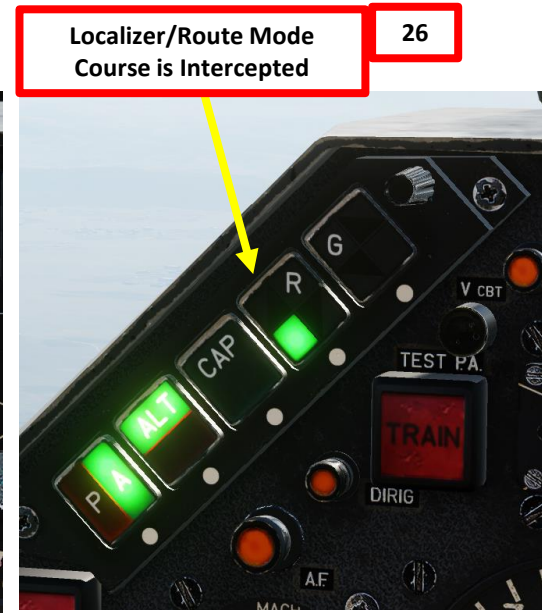 Localizer/Route Mode
Course is Intercepted
26
G
R
V CBT
CAP
TEST P.A.
ALT
TRAIN
P A
DIRIG
A.F
MACH